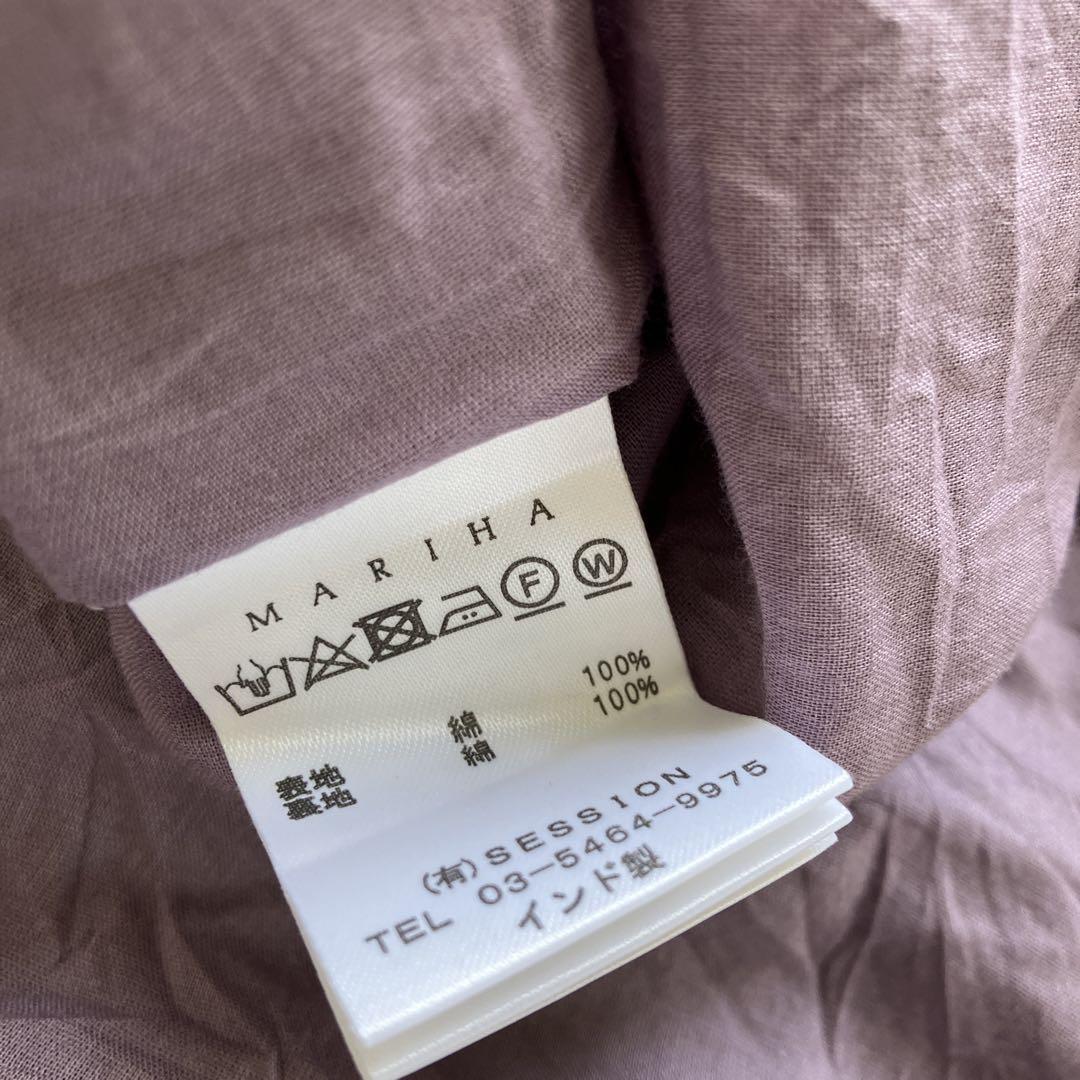 MARIHA
F W
表地 綿 100%
裏地 綿 100%
(有)SESSION
TEL 03-5464-9975
インド製